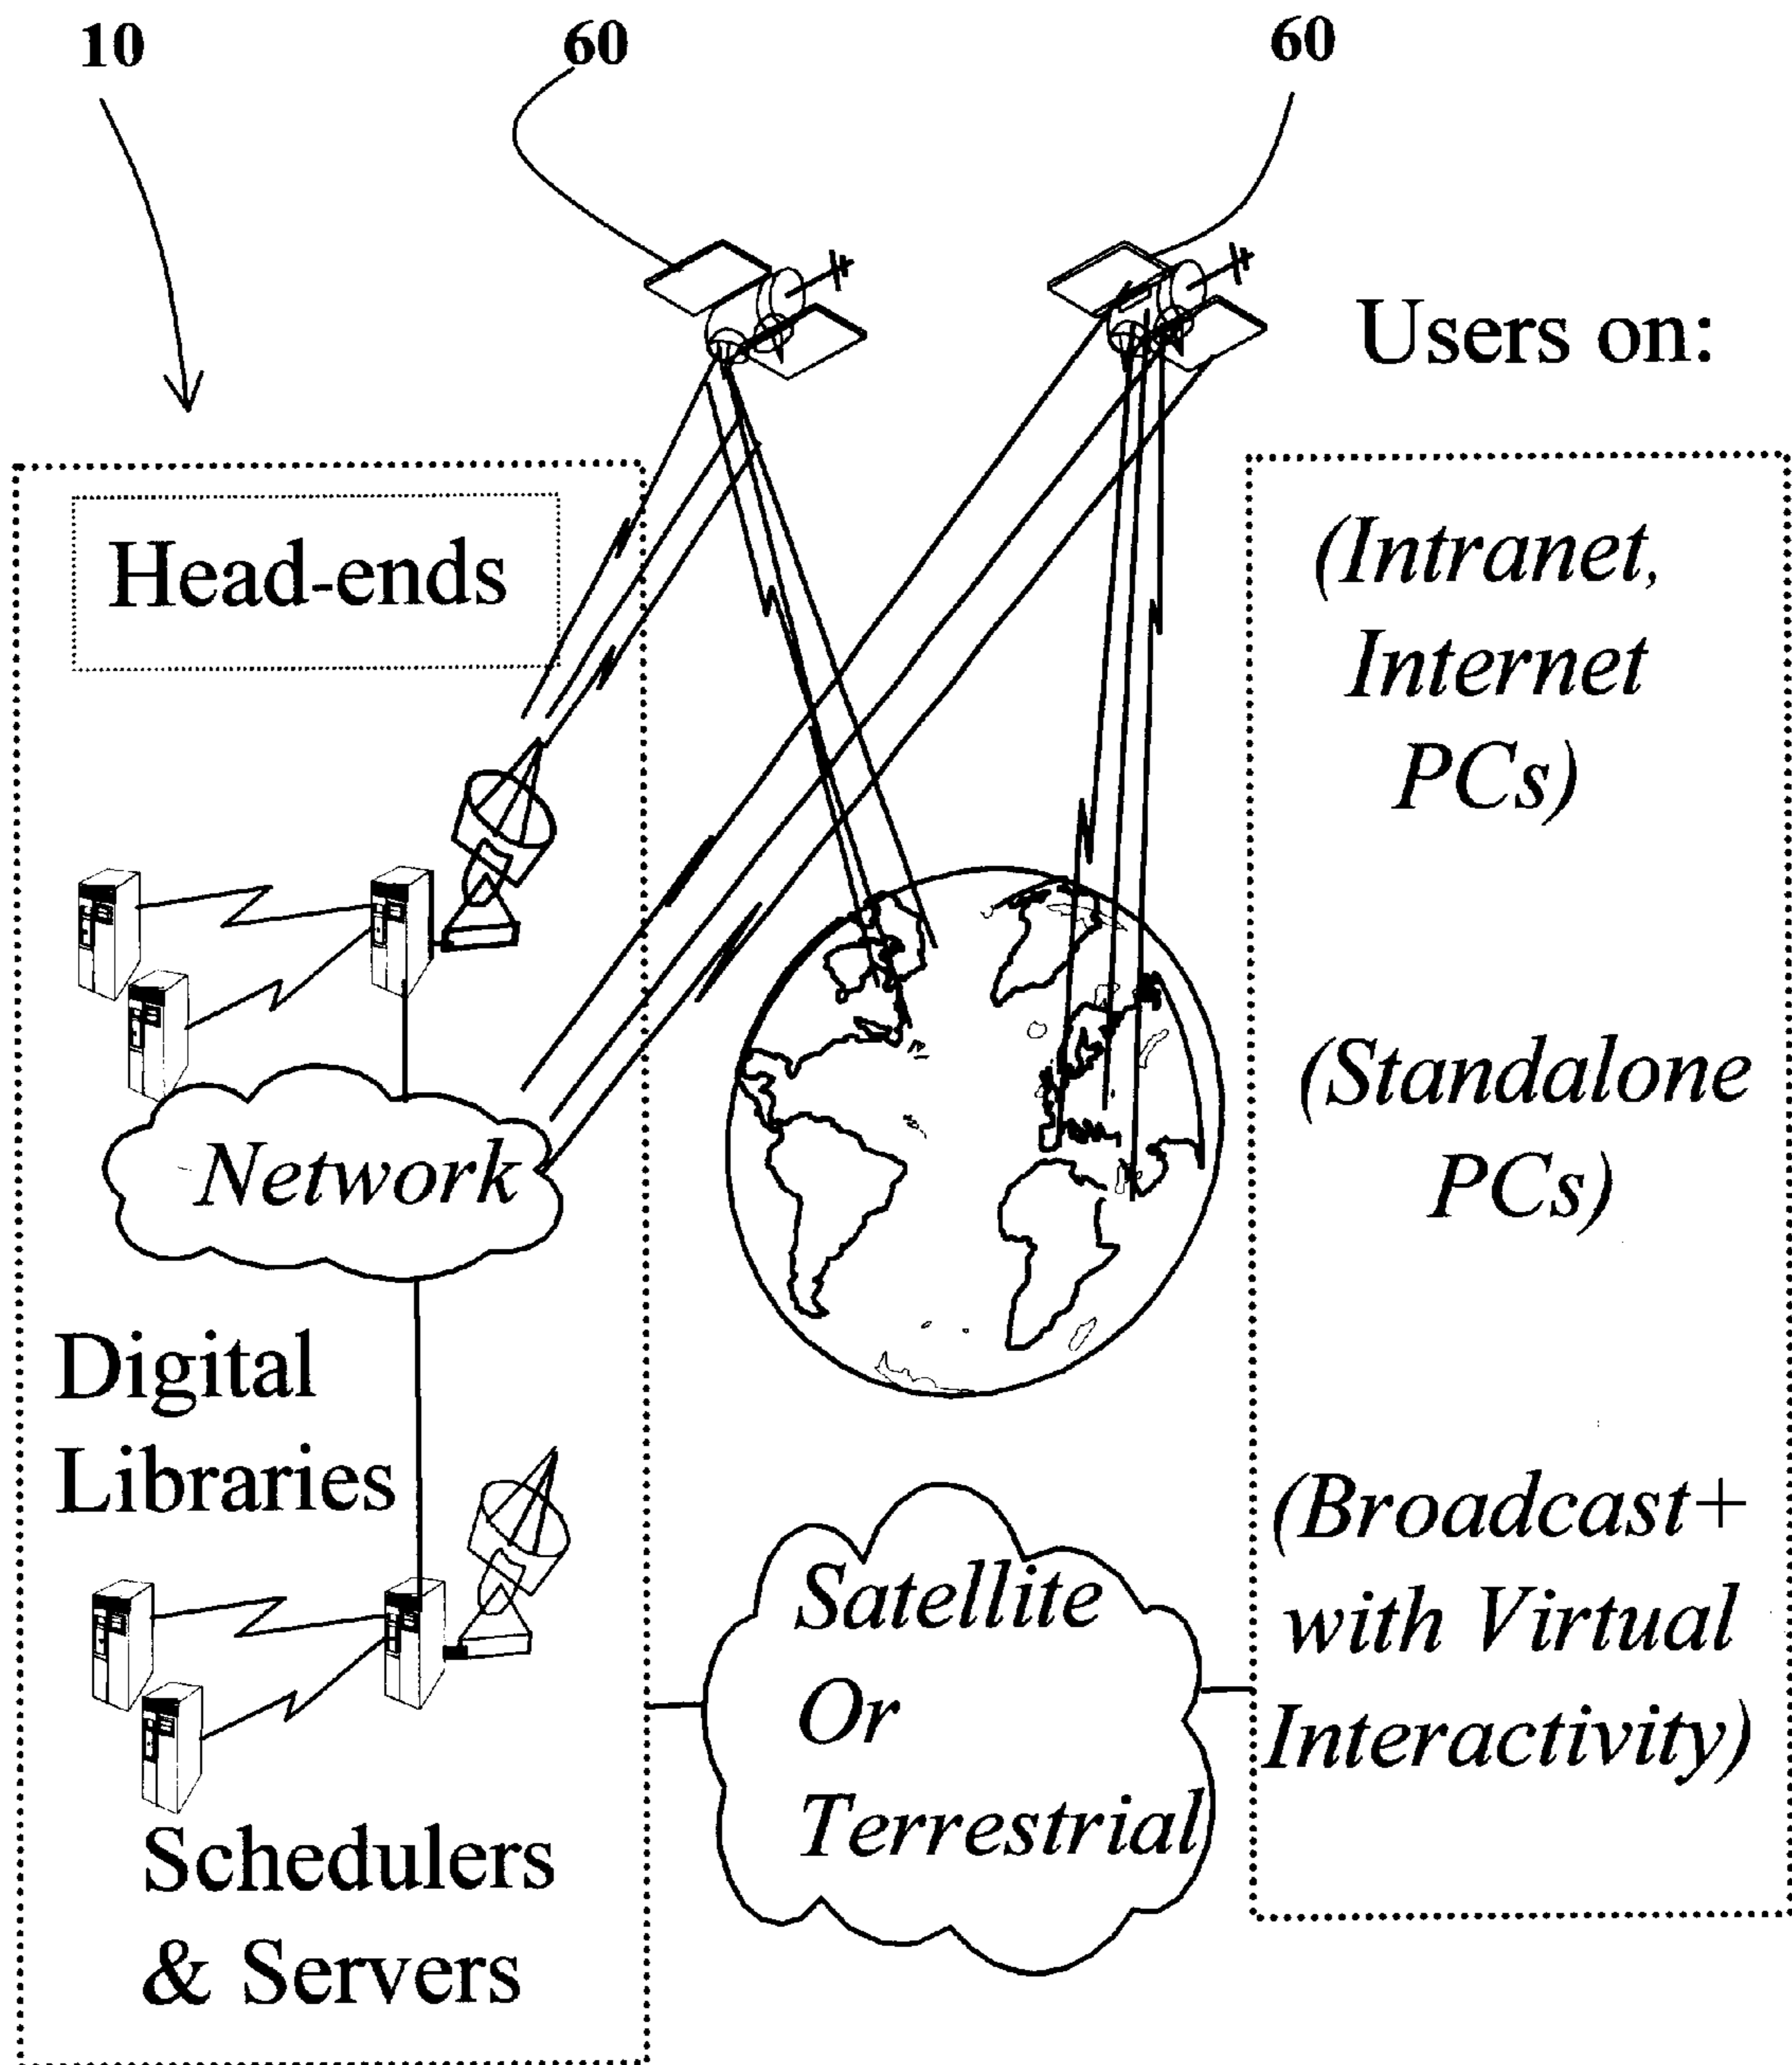 10
60
60
Users on:
Head-ends
(Intranet,
Internet
PCs)
(Standalone
PCs)
Network
Digital
Libraries
(Broadcast+
with Virtual
Interactivity)
Satellite
Or
Terrestrial
Schedulers
& Servers